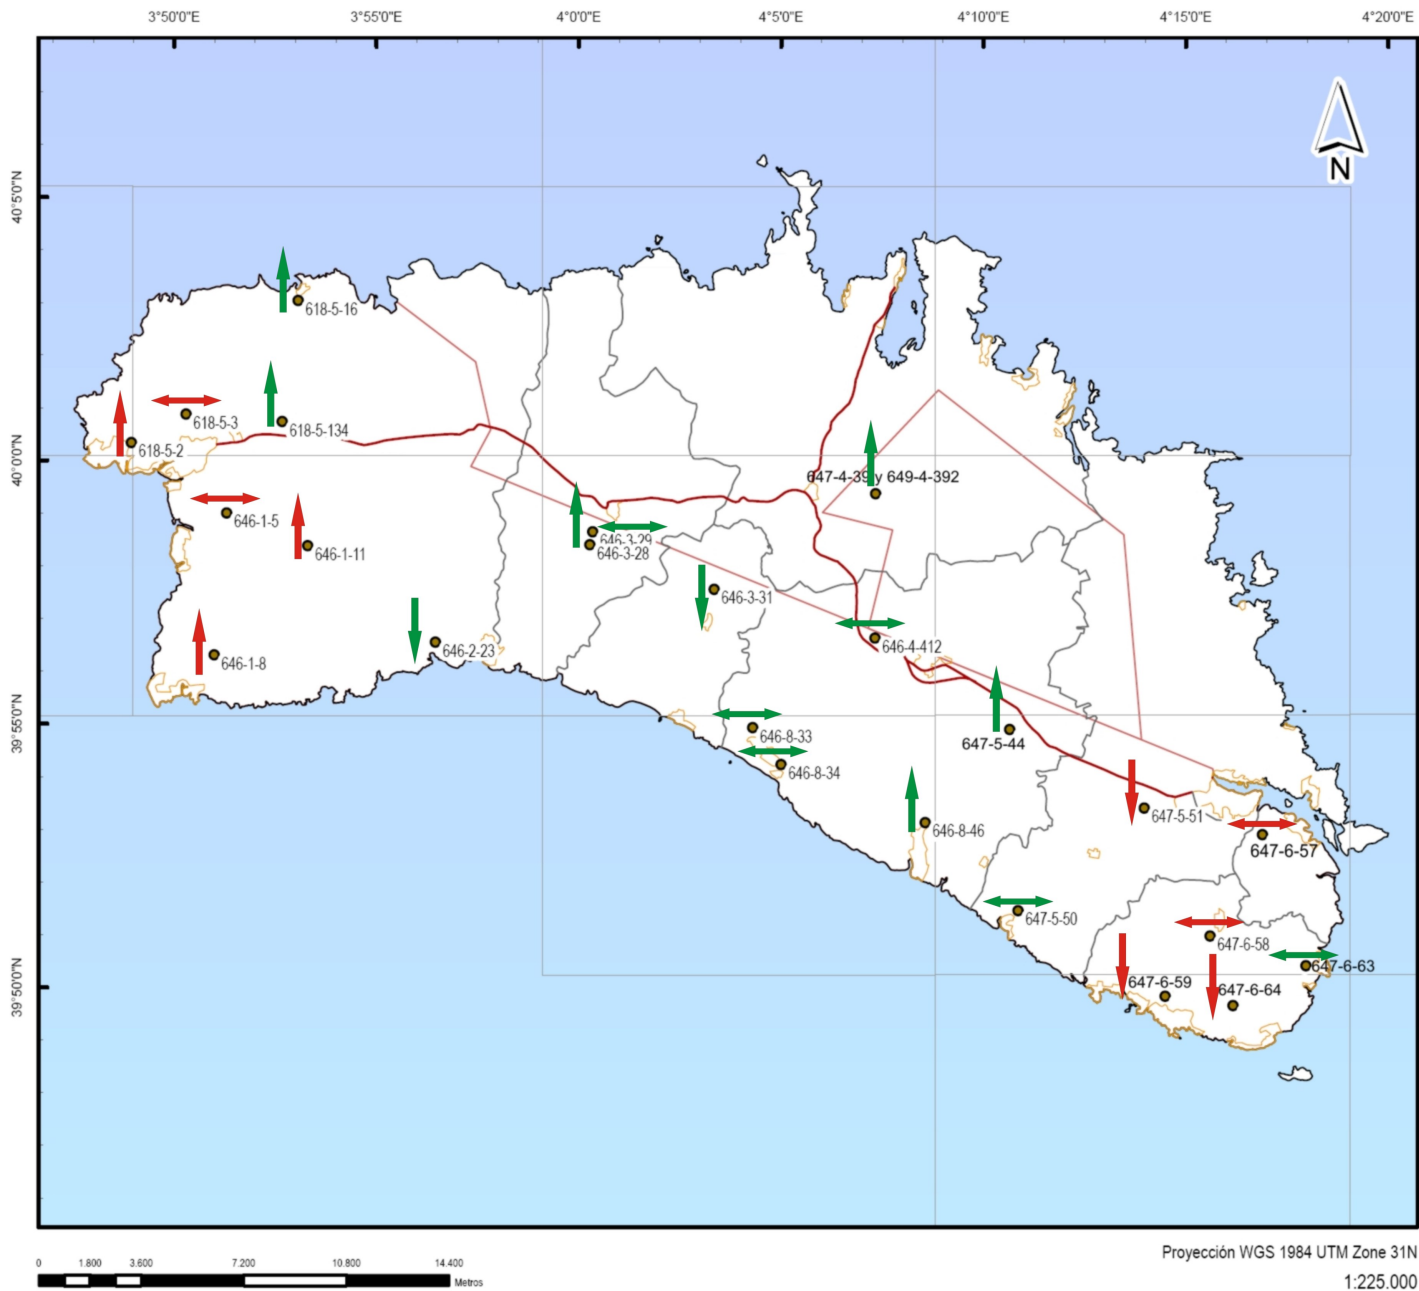 3°50'0"E
3°55'0"E
4°0'0"E
4°5'0"E
4°10'0"E
4°15'0"E
4°20'0"E
40°5'0"N
40°0'0"N
39°55'0"N
39°50'0"N
N
618-5-16
618-5-3
618-5-134
618-5-2
647-4-39 y 649-4-392
646-1-5
646-1-11
646-3-29
646-3-28
646-3-31
646-4-412
646-2-23
646-1-8
646-8-33
647-5-44
646-8-34
647-5-51
646-8-46
647-6-57
647-5-50
647-6-58
647-6-63
647-6-59
647-6-64
Proyección WGS 1984 UTM Zone 31N
0 1.800 3.600 7.200 10.800 14.400
Metros
1:225.000